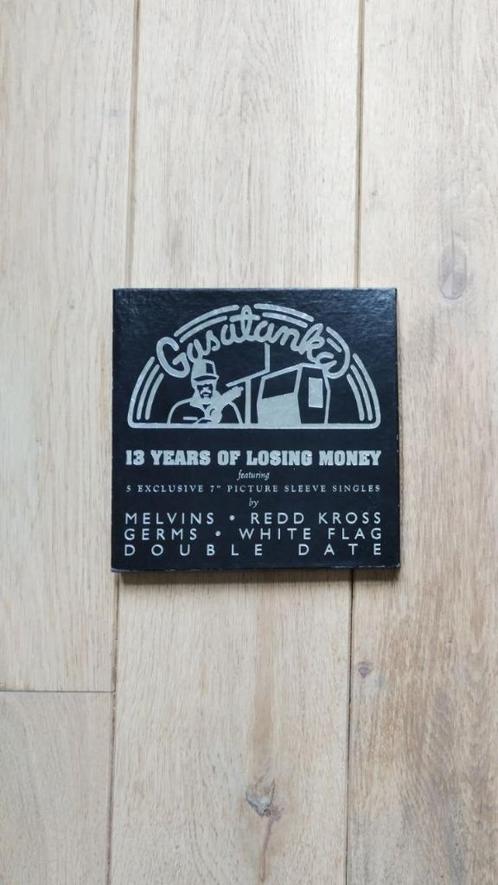 Gasatanka
13 YEARS OF LOSING MONEY
featuring
5 EXCLUSIVE 7" PICTURE SLEEVE SINGLES
by
MELVINS • REDD KROSS
GERMS • WHITE FLAG
DOUBLE DATE